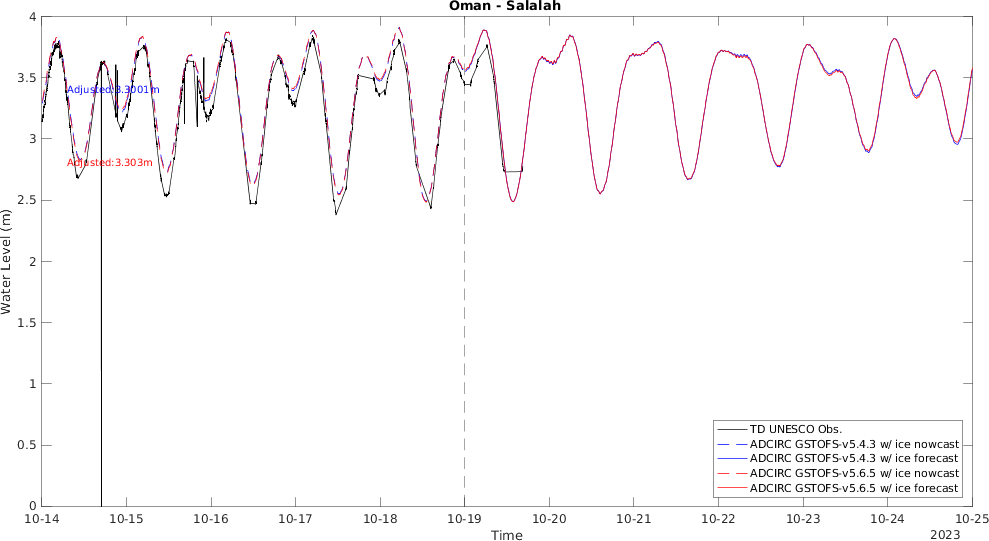 Oman - Salalah
Water Level (m)
4
3.5
3
2.5
2
1.5
1
0.5
0
Adjusted:3.3001m
Adjusted:3.303m
TD UNESCO Obs.
ADCIRC GSTOFS-v5.4.3 w/ ice nowcast
ADCIRC GSTOFS-v5.4.3 w/ ice forecast
ADCIRC GSTOFS-v5.6.5 w/ ice nowcast
ADCIRC GSTOFS-v5.6.5 w/ ice forecast
10-14 10-15 10-16 10-17 10-18 10-19 10-20 10-21 10-22 10-23 10-24 10-25
Time
2023